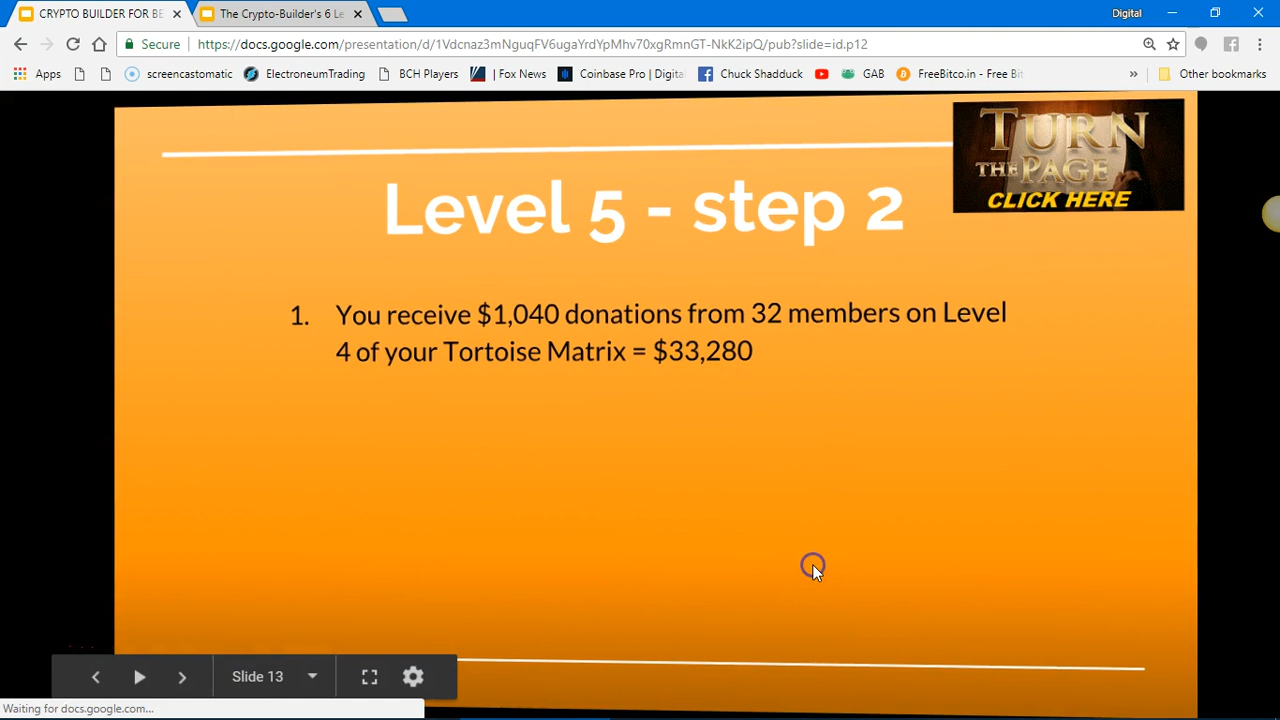 CRYPTO BUILDER FOR BE
The Crypto-Builder's 6 Le
Digital
Secure
https://docs.google.com/presentation/d/1Vdcnaz3mNguqFV6ugaYrdYpMhv70xgRmnGT-NkK2ipQ/pub?slide=id.p12
Apps
screencastomatic
ElectroneumTrading
BCH Players
| Fox News
Coinbase Pro | Digita
Chuck Shadduck
GAB
FreeBitco.in - Free Bit
»
Other bookmarks
TURN
THE PAGE
CLICK HERE
Level 5 - step 2
1. You receive $1,040 donations from 32 members on Level
4 of your Tortoise Matrix = $33,280
Slide 13
Waiting for docs.google.com...